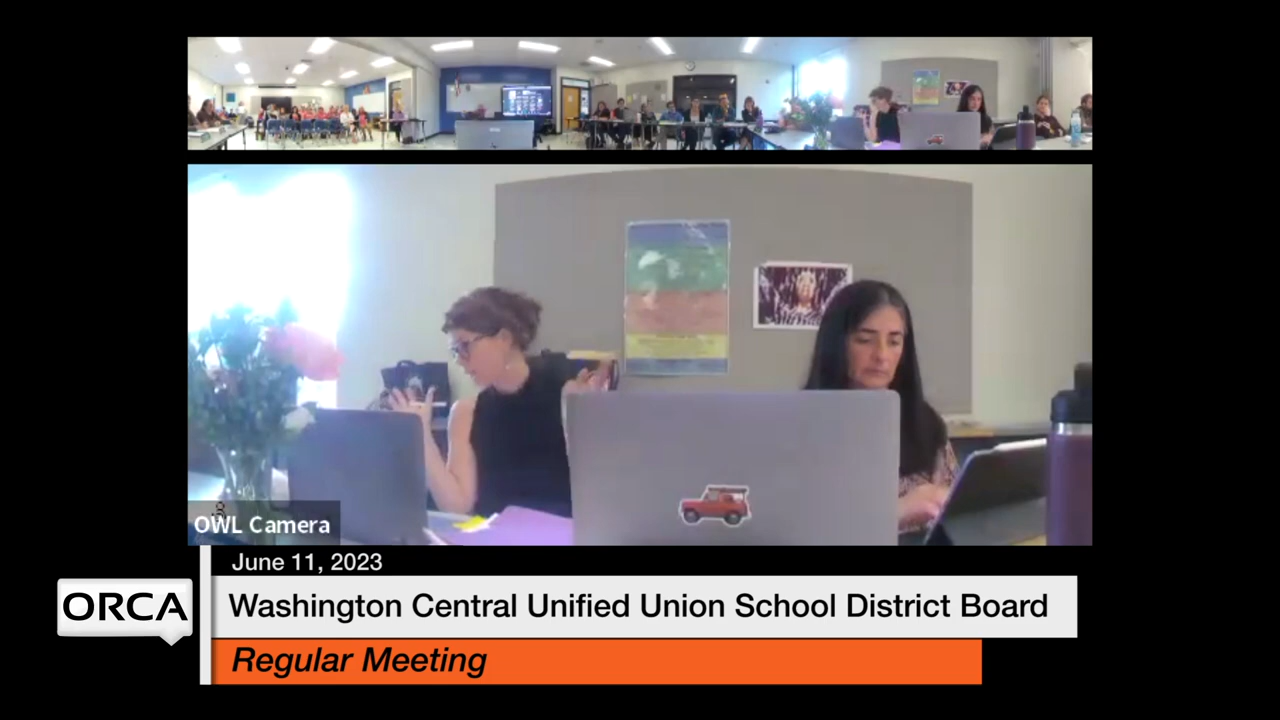 OWL Camera
June 11, 2023
ORCA
Washington Central Unified Union School District Board
Regular Meeting